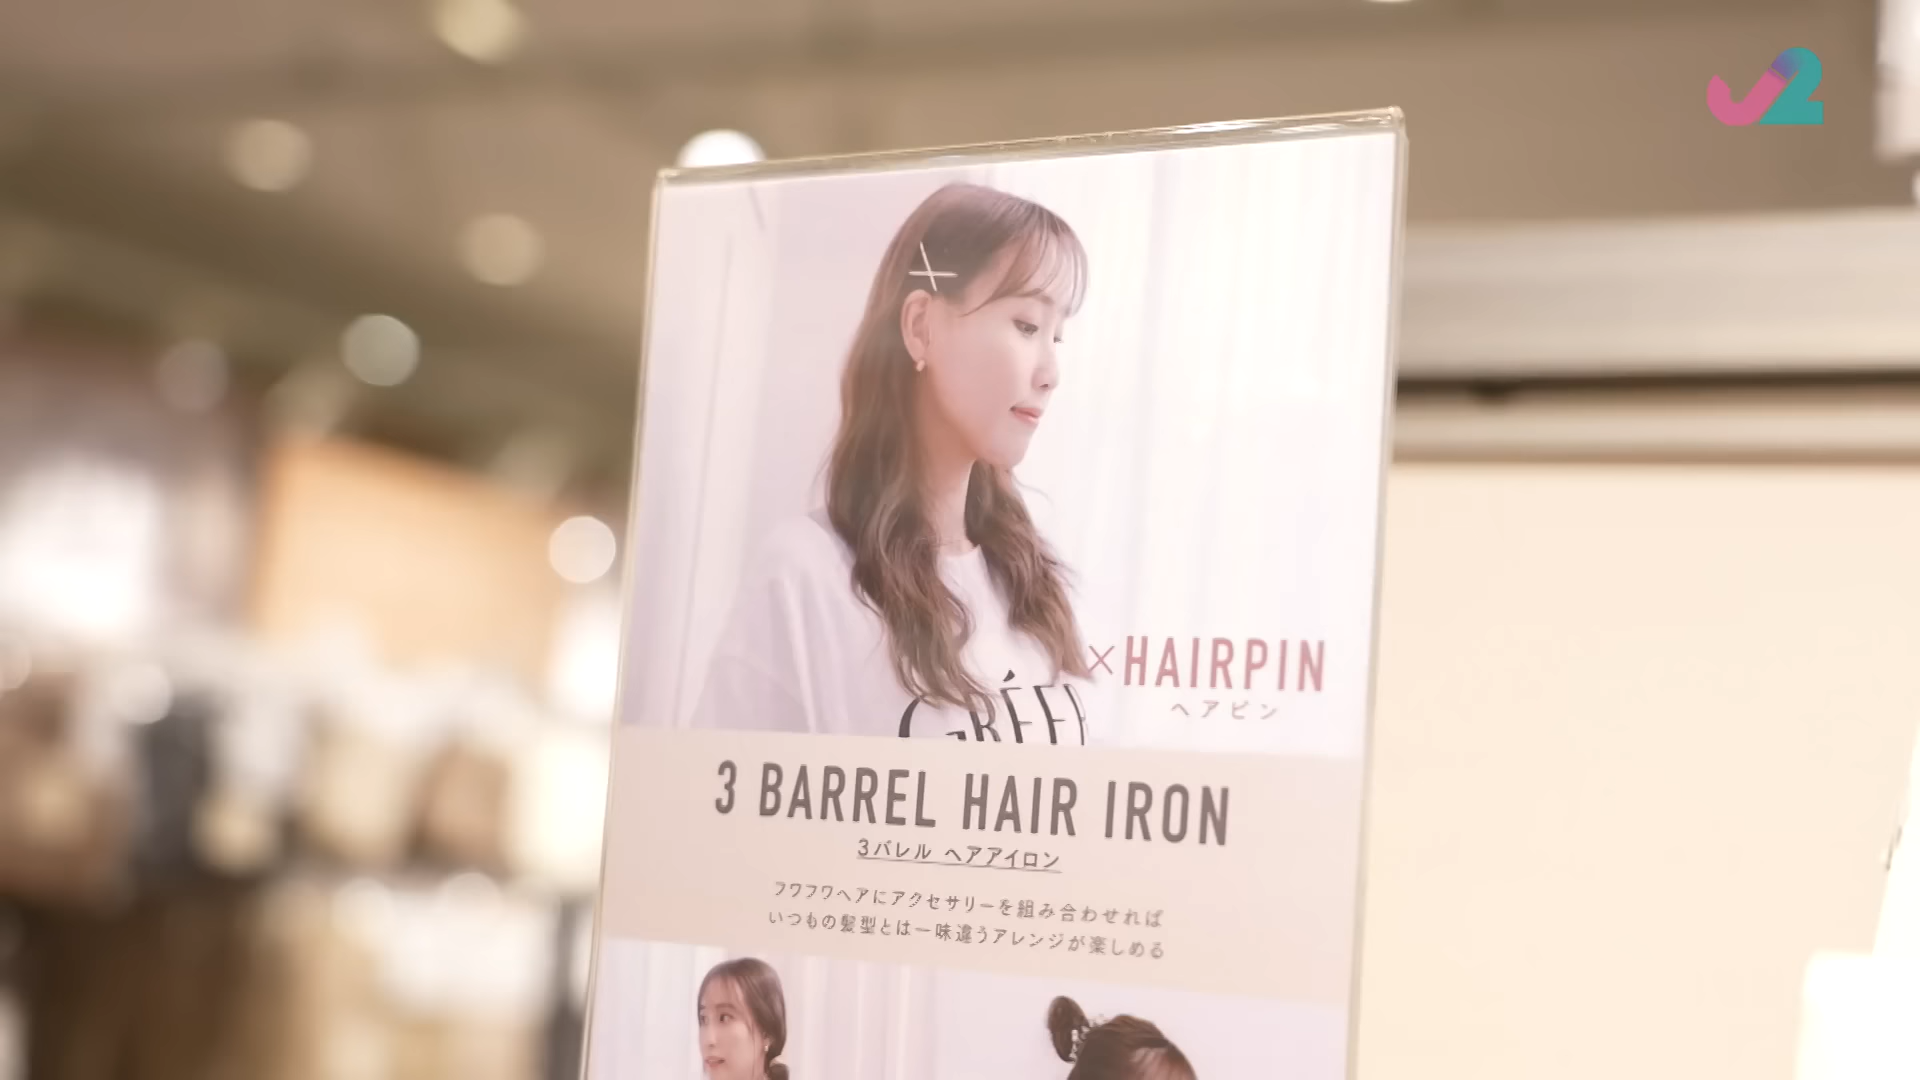 J2
×HAIRPIN
ヘアピン
3 BARREL HAIR IRON
3バレル ヘアアイロン
フワフワヘアにアクセサリーを組み合わせれば
いつもの髪型とは一味違うアレンジが楽しめる